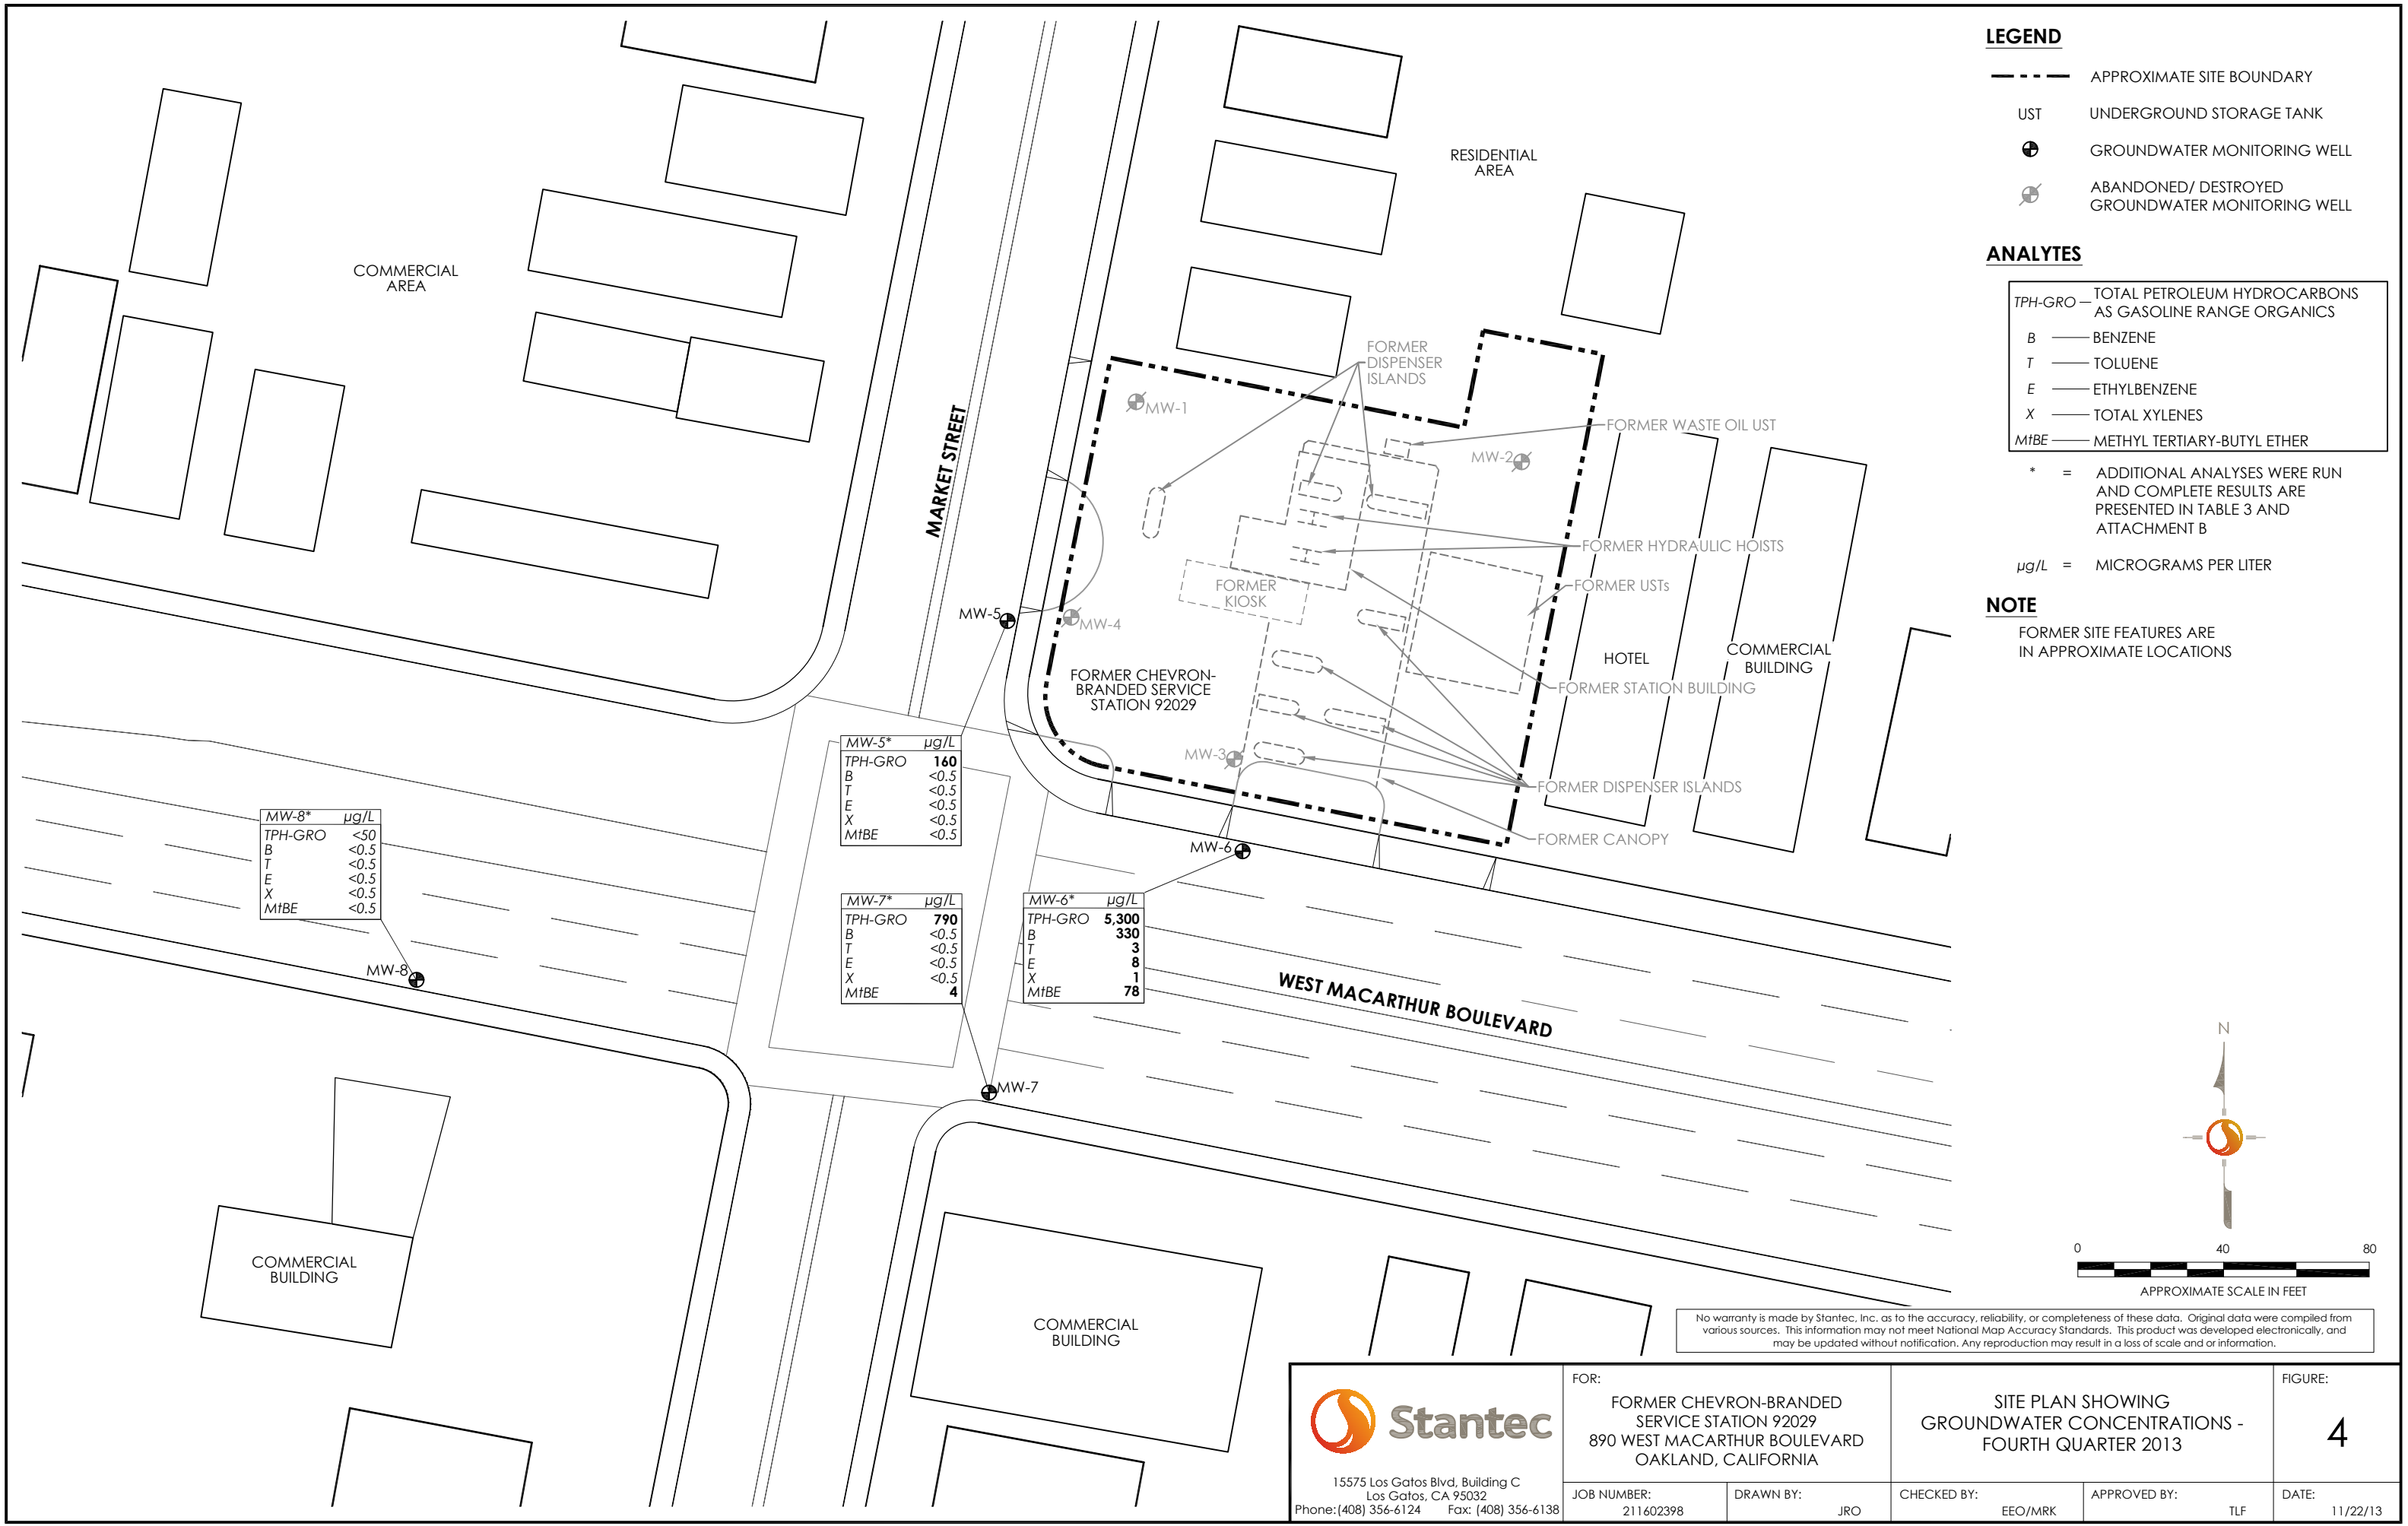 LEGEND
APPROXIMATE SITE BOUNDARY
UST UNDERGROUND STORAGE TANK
GROUNDWATER MONITORING WELL
ABANDONED/ DESTROYED
GROUNDWATER MONITORING WELL
ANALYTES
TPH-GRO TOTAL PETROLEUM HYDROCARBONS
AS GASOLINE RANGE ORGANICS
B BENZENE
T TOLUENE
E ETHYLBENZENE
X TOTAL XYLENES
MtBE METHYL TERTIARY-BUTYL ETHER
* = ADDITIONAL ANALYSES WERE RUN
AND COMPLETE RESULTS ARE
PRESENTED IN TABLE 3 AND
ATTACHMENT B
µg/L = MICROGRAMS PER LITER
NOTE
FORMER SITE FEATURES ARE
IN APPROXIMATE LOCATIONS
RESIDENTIAL
AREA
COMMERCIAL
AREA
MARKET STREET
FORMER
DISPENSER
ISLANDS
MW-1
FORMER WASTE OIL UST
MW-2
FORMER HYDRAULIC HOISTS
FORMER
KIOSK
FORMER USTs
MW-5
MW-4
HOTEL
COMMERCIAL
BUILDING
FORMER CHEVRON-
BRANDED SERVICE
STATION 92029
FORMER STATION BUILDING
MW-3
FORMER DISPENSER ISLANDS
FORMER CANOPY
MW-6
MW-5* µg/L
TPH-GRO 160
B <0.5
T <0.5
E <0.5
X <0.5
MtBE <0.5
MW-8* µg/L
TPH-GRO <50
B <0.5
T <0.5
E <0.5
X <0.5
MtBE <0.5
MW-7* µg/L
TPH-GRO 790
B <0.5
T <0.5
E <0.5
X <0.5
MtBE 4
MW-6* µg/L
TPH-GRO 5,300
B 330
T 3
E 8
X 1
MtBE 78
MW-8
WEST MACARTHUR BOULEVARD
MW-7
COMMERCIAL
BUILDING
COMMERCIAL
BUILDING
N
0 40 80
APPROXIMATE SCALE IN FEET
No warranty is made by Stantec, Inc. as to the accuracy, reliability, or completeness of these data. Original data were compiled from
various sources. This information may not meet National Map Accuracy Standards. This product was developed electronically, and
may be updated without notification. Any reproduction may result in a loss of scale and or information.
Stantec
15575 Los Gatos Blvd, Building C
Los Gatos, CA 95032
Phone:(408) 356-6124 Fax: (408) 356-6138
FOR:
FORMER CHEVRON-BRANDED
SERVICE STATION 92029
890 WEST MACARTHUR BOULEVARD
OAKLAND, CALIFORNIA
SITE PLAN SHOWING
GROUNDWATER CONCENTRATIONS -
FOURTH QUARTER 2013
FIGURE:
4
JOB NUMBER:
211602398
DRAWN BY:
JRO
CHECKED BY:
EEO/MRK
APPROVED BY:
TLF
DATE:
11/22/13